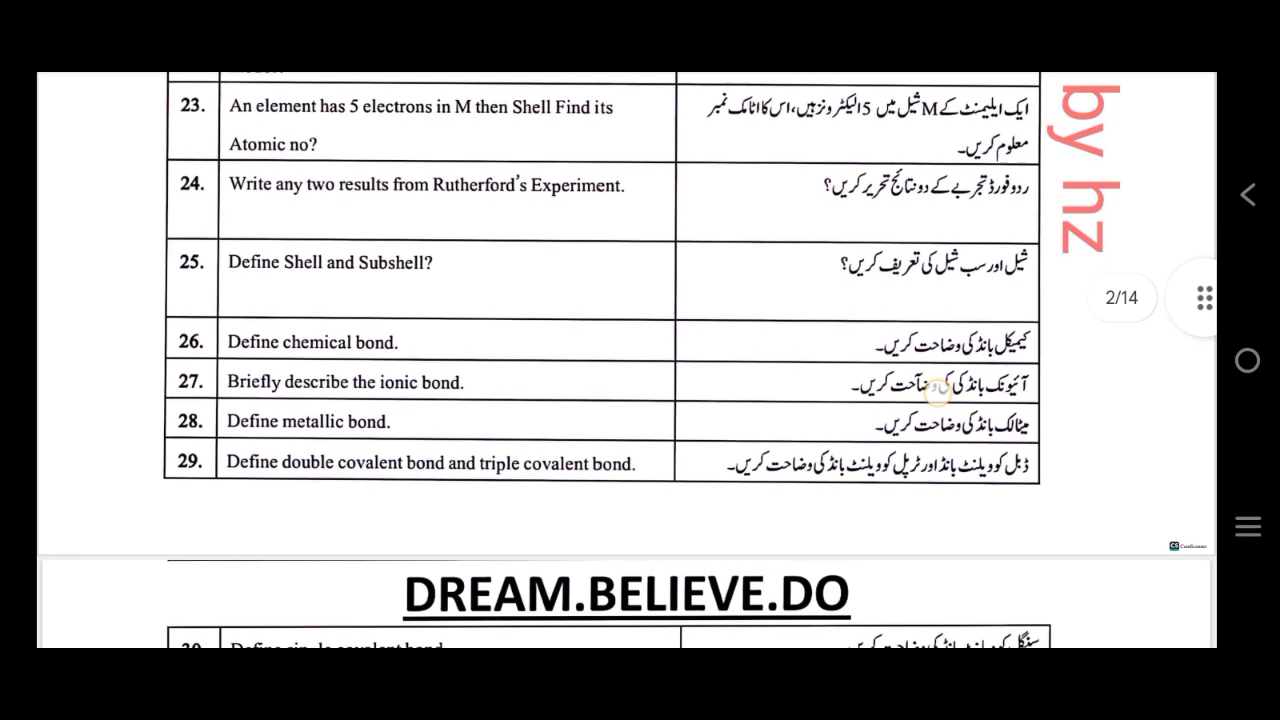 23. An element has 5 electrons in M then Shell Find its
Atomic no?
ایک ایلیمنٹ کے M شیل میں 5 الیکٹرونز ہیں، اس کا اٹامک نمبر
معلوم کریں۔
24. Write any two results from Rutherford's Experiment.
ردوفورڈ تجربے کے دو نتائج تحریر کریں؟
25. Define Shell and Subshell?
شیل اور سب شیل کی تعریف کریں؟
26. Define chemical bond.
کیمیکل بانڈ کی وضاحت کریں۔
27. Briefly describe the ionic bond.
آئیونک بانڈ کی کی وضآحت کریں۔
28. Define metallic bond.
میٹالک بانڈ کی وضاحت کریں۔
29. Define double covalent bond and triple covalent bond.
ڈبل کوویلنٹ بانڈ اور ٹرپل کوویلنٹ بانڈ کی وضاحت کریں۔
by hz
2/14
CS CamScanner
DREAM.BELIEVE.DO